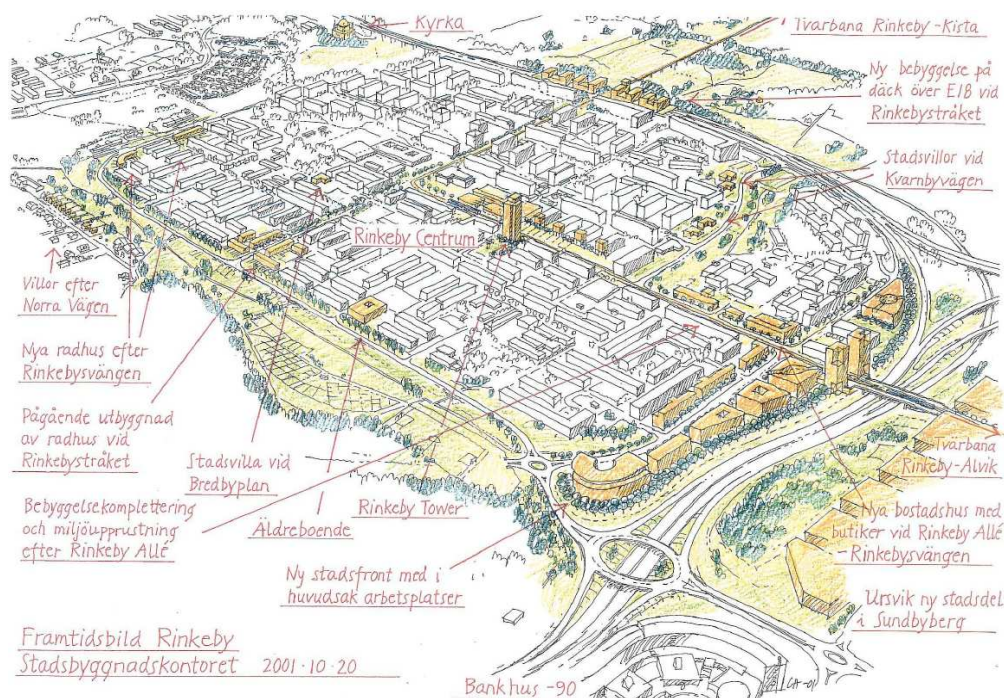 Kyrka
Tvärbana Rinkeby-Kista
Ny bebyggelse på
däck över E18 vid
Rinkebystråket
Stadsvillor vid
Kvarnbyvägen
Rinkeby Centrum
Villor efter
Norra Vägen
Nya radhus efter
Rinkebysvängen
Pågående utbyggnad
av radhus vid
Rinkebystråket
Stadsvilla vid
Bredbyplan
Bebyggelsekomplettering
och miljöupprustning
efter Rinkeby Allé
Äldreboende
Rinkeby Tower
Tvärbana
Rinkeby-Alvik
Nya bostadshus med
butiker vid Rinkeby Allé
-Rinkebysvängen
Ny stadsfront med i
huvudsak arbetsplatser
Ursvik ny stadsdel
i Sundbyberg
Framtidsbild Rinkeby
Stadsbyggnadskontoret 2001·10·20
Bankhus -90